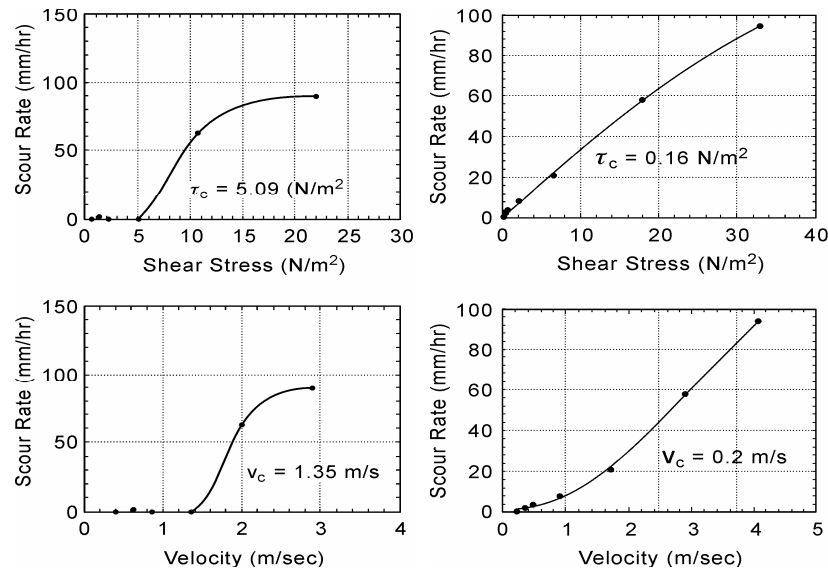 150
100
50
0
0 5 10 15 20 25 30
Scour Rate (mm/hr)
Shear Stress (N/m²)
τc = 5.09 (N/m²
100
80
60
40
20
0
0 10 20 30 40
Scour Rate (mm/hr)
Shear Stress (N/m²)
τc = 0.16 N/m²
150
100
50
0
0 1 2 3 4
Scour Rate (mm/hr)
Velocity (m/sec)
vc = 1.35 m/s
100
80
60
40
20
0
0 1 2 3 4 5
Scour Rate (mm/hr)
Velocity (m/sec)
vc = 0.2 m/s